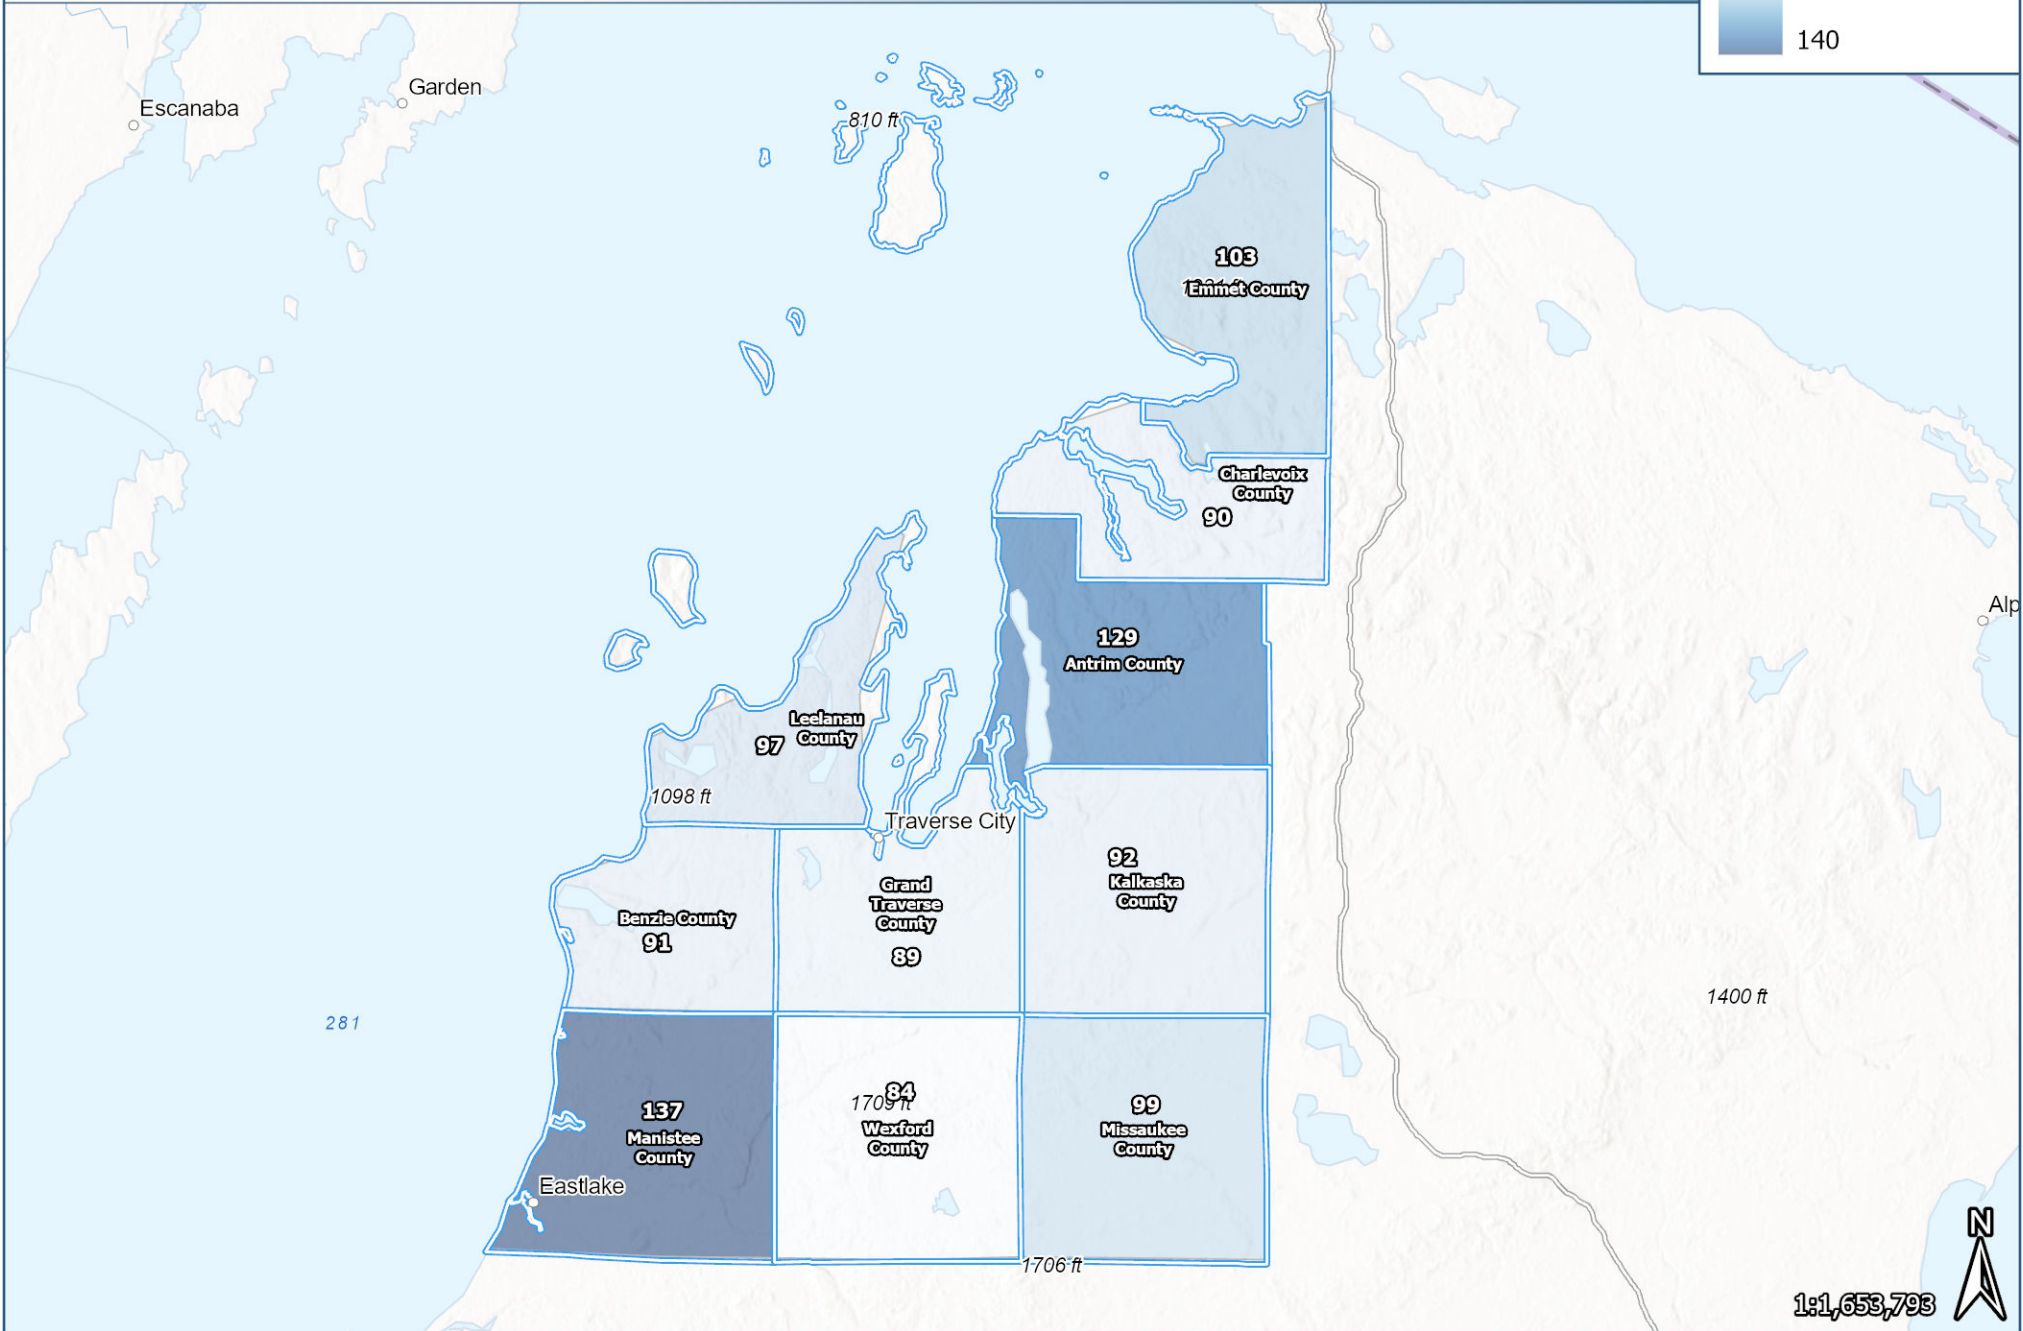 140
Garden
Escanaba
810 ft
103
Emmet County
Charlevoix
County
90
Alp
129
Antrim County
Leelanau
97 County
1098 ft
Traverse City
92
Kalkaska
County
Grand
Traverse
County
89
Benzie County
91
1400 ft
281
84
1709 ft
Wexford
County
137
Manistee
County
99
Missaukee
County
Eastlake
1706 ft
N
1:1,653,793